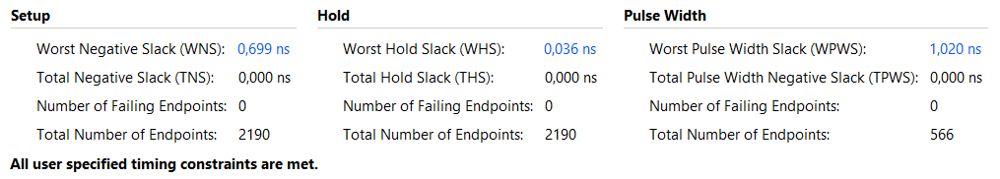 Setup Hold Pulse Width
Worst Negative Slack (WNS): 0,699 ns Worst Hold Slack (WHS): 0,036 ns Worst Pulse Width Slack (WPWS): 1,020 ns
Total Negative Slack (TNS): 0,000 ns Total Hold Slack (THS): 0,000 ns Total Pulse Width Negative Slack (TPWS): 0,000 ns
Number of Failing Endpoints: 0 Number of Failing Endpoints: 0 Number of Failing Endpoints: 0
Total Number of Endpoints: 2190 Total Number of Endpoints: 2190 Total Number of Endpoints: 566
All user specified timing constraints are met.